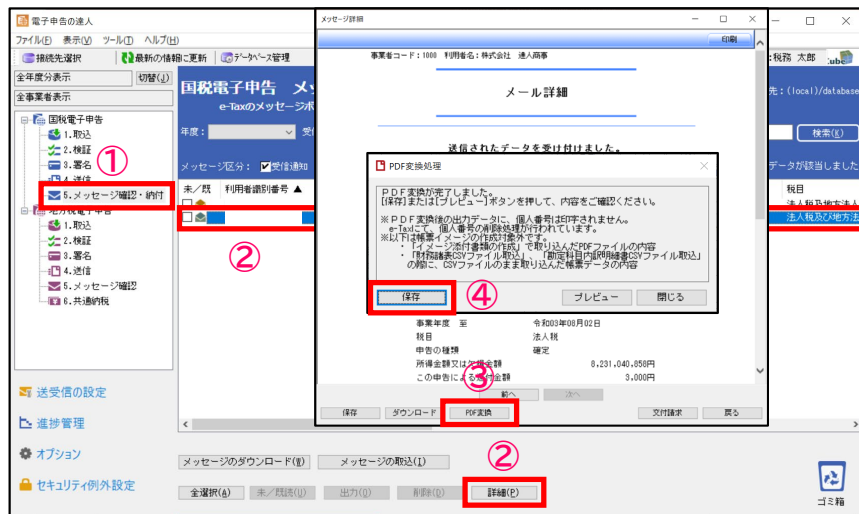 電子申告の達人
ファイル(F) 表示(V) ツール(T) ヘルプ(H)
接続先選択 最新の情報に更新 データベース管理
:税務 太郎
全年度分表示 切替(J)
全事業者表示
国税電子申告
1.取込
2.検証
3.署名
4.送信
5.メッセージ確認・納付
地方税電子申告
1.取込
2.検証
3.署名
4.送信
5.メッセージ確認
6.共通納税
①
送受信の設定
進捗管理
オプション
セキュリティ例外設定
国税電子申告 メッ
e-Taxのメッセージボ
先:(local)/database
年度: 受信
検索(K)
メッセージ区分: 受信通知
データが該当しました
未/既 利用者識別番号 ▲
税目
法人税及地方法人
法人税及び地方法
②
メッセージ詳細
印刷
事業者コード:1000 利用者名:株式会社 達人商事
メール詳細
送信されたデータを受け付けました。
PDF変換処理
PDF変換が完了しました。
[保存]または[プレビュー]ボタンを押して、内容をご確認ください。
※PDF変換後の出力データに、個人番号は印字されません。
e-Taxにて、個人番号の削除処理が行われています。
※以下は帳票イメージの作成対象外です。
・「イメージ添付書類の作成」で取り込んだPDFファイルの内容
・「財務諸表CSVファイル取込」、「勘定科目内訳明細書CSVファイル取込」
の際に、CSVファイルのまま取り込んだ帳票データの内容
保存 ④ プレビュー 閉じる
事業年度 至 令和03年08月02日
税目 法人税
申告の種類 確定
所得金額又は欠損金額 8,231,040,858円
この申告による 付金額 3,000円
③
前へ 次へ
保存 ダウンロード PDF変換 交付請求 戻る
メッセージのダウンロード(W) メッセージの取込(I)
②
全選択(A) 未/既読(U) 出力(O) 削除(D) 詳細(P)
ゴミ箱